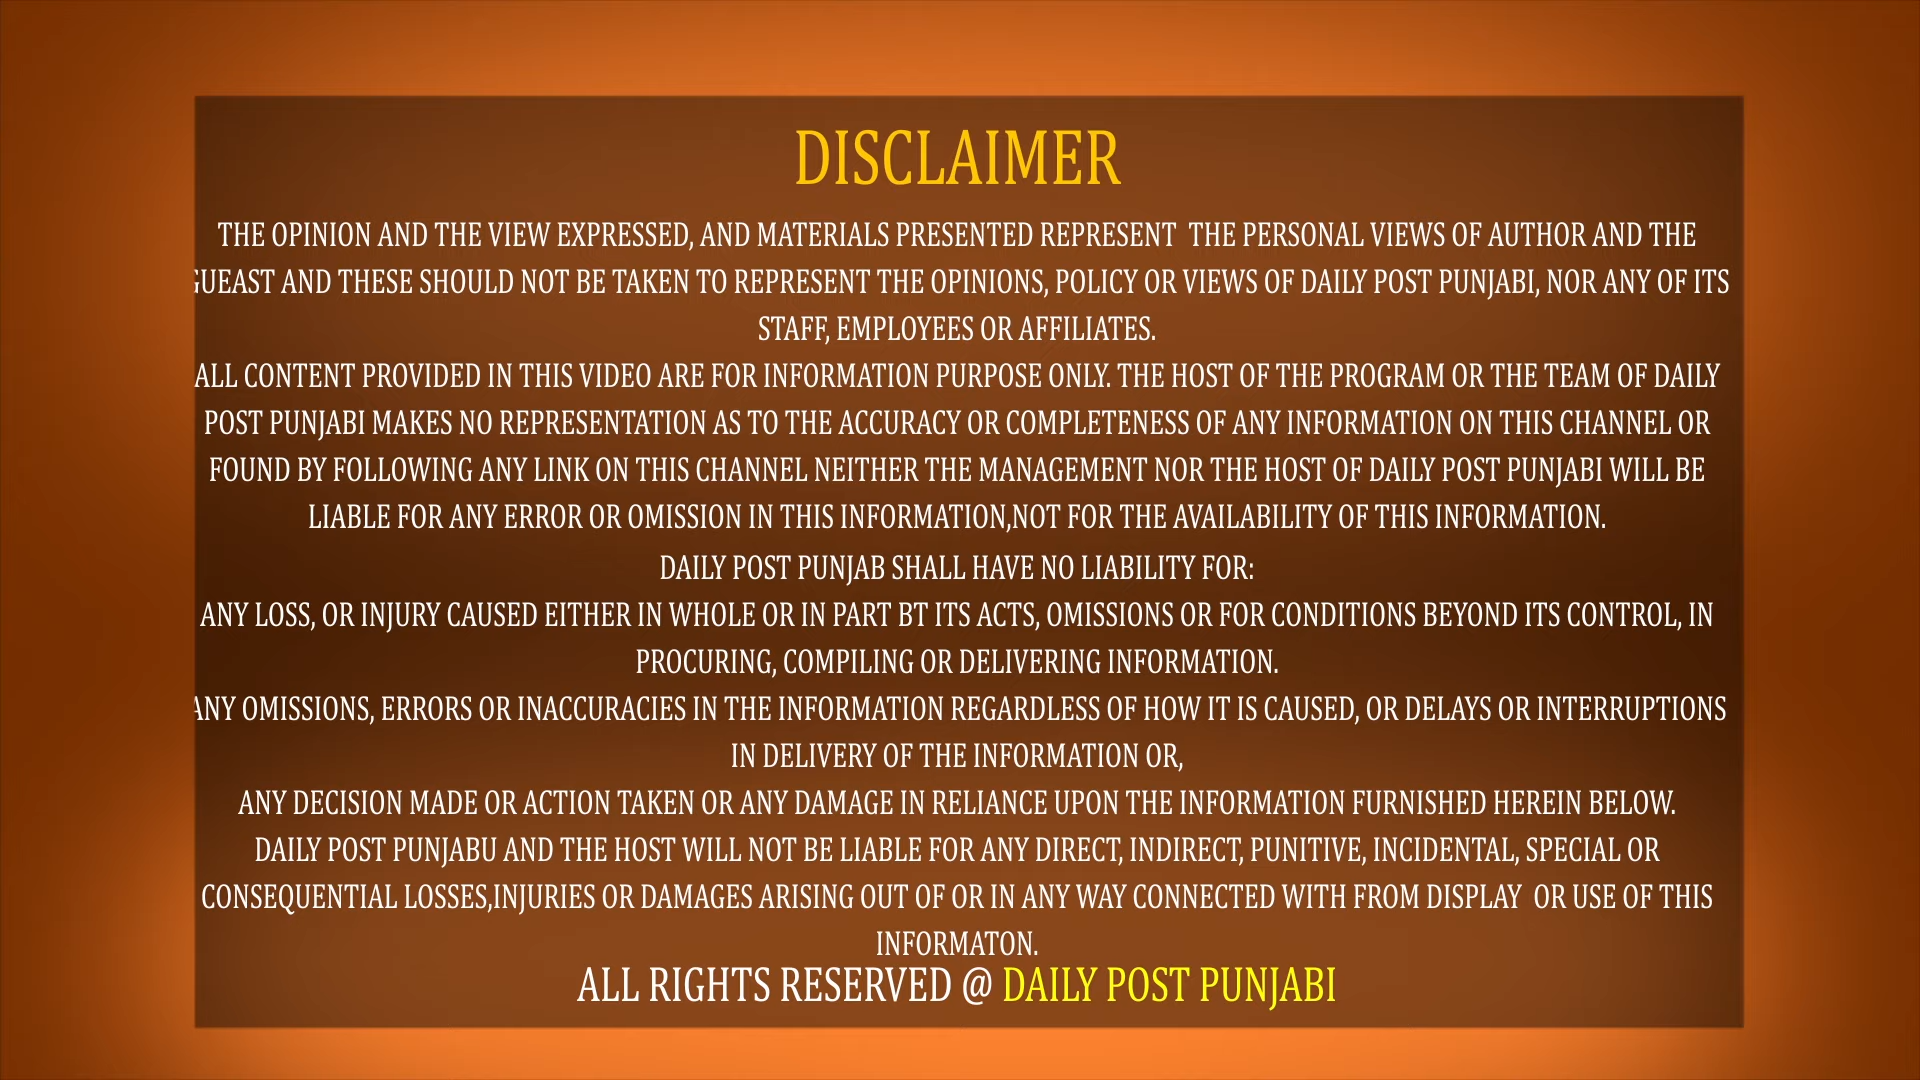 DISCLAIMER
THE OPINION AND THE VIEW EXPRESSED, AND MATERIALS PRESENTED REPRESENT THE PERSONAL VIEWS OF AUTHOR AND THE
GUEAST AND THESE SHOULD NOT BE TAKEN TO REPRESENT THE OPINIONS, POLICY OR VIEWS OF DAILY POST PUNJABI, NOR ANY OF ITS
STAFF, EMPLOYEES OR AFFILIATES.
ALL CONTENT PROVIDED IN THIS VIDEO ARE FOR INFORMATION PURPOSE ONLY. THE HOST OF THE PROGRAM OR THE TEAM OF DAILY
POST PUNJABI MAKES NO REPRESENTATION AS TO THE ACCURACY OR COMPLETENESS OF ANY INFORMATION ON THIS CHANNEL OR
FOUND BY FOLLOWING ANY LINK ON THIS CHANNEL NEITHER THE MANAGEMENT NOR THE HOST OF DAILY POST PUNJABI WILL BE
LIABLE FOR ANY ERROR OR OMISSION IN THIS INFORMATION,NOT FOR THE AVAILABILITY OF THIS INFORMATION.
DAILY POST PUNJAB SHALL HAVE NO LIABILITY FOR:
ANY LOSS, OR INJURY CAUSED EITHER IN WHOLE OR IN PART BT ITS ACTS, OMISSIONS OR FOR CONDITIONS BEYOND ITS CONTROL, IN
PROCURING, COMPILING OR DELIVERING INFORMATION.
ANY OMISSIONS, ERRORS OR INACCURACIES IN THE INFORMATION REGARDLESS OF HOW IT IS CAUSED, OR DELAYS OR INTERRUPTIONS
IN DELIVERY OF THE INFORMATION OR,
ANY DECISION MADE OR ACTION TAKEN OR ANY DAMAGE IN RELIANCE UPON THE INFORMATION FURNISHED HEREIN BELOW.
DAILY POST PUNJABU AND THE HOST WILL NOT BE LIABLE FOR ANY DIRECT, INDIRECT, PUNITIVE, INCIDENTAL, SPECIAL OR
CONSEQUENTIAL LOSSES,INJURIES OR DAMAGES ARISING OUT OF OR IN ANY WAY CONNECTED WITH FROM DISPLAY OR USE OF THIS
INFORMATON.
ALL RIGHTS RESERVED @ DAILY POST PUNJABI